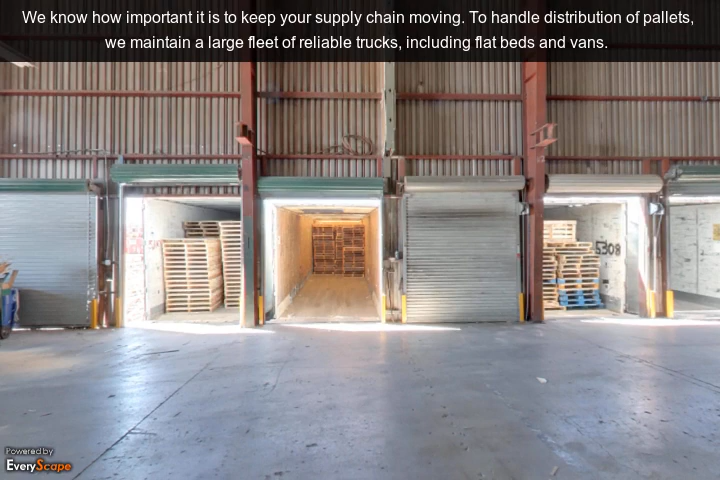 We know how important it is to keep your supply chain moving. To handle distribution of pallets,
we maintain a large fleet of reliable trucks, including flat beds and vans.
5308
Powered by
EveryScape